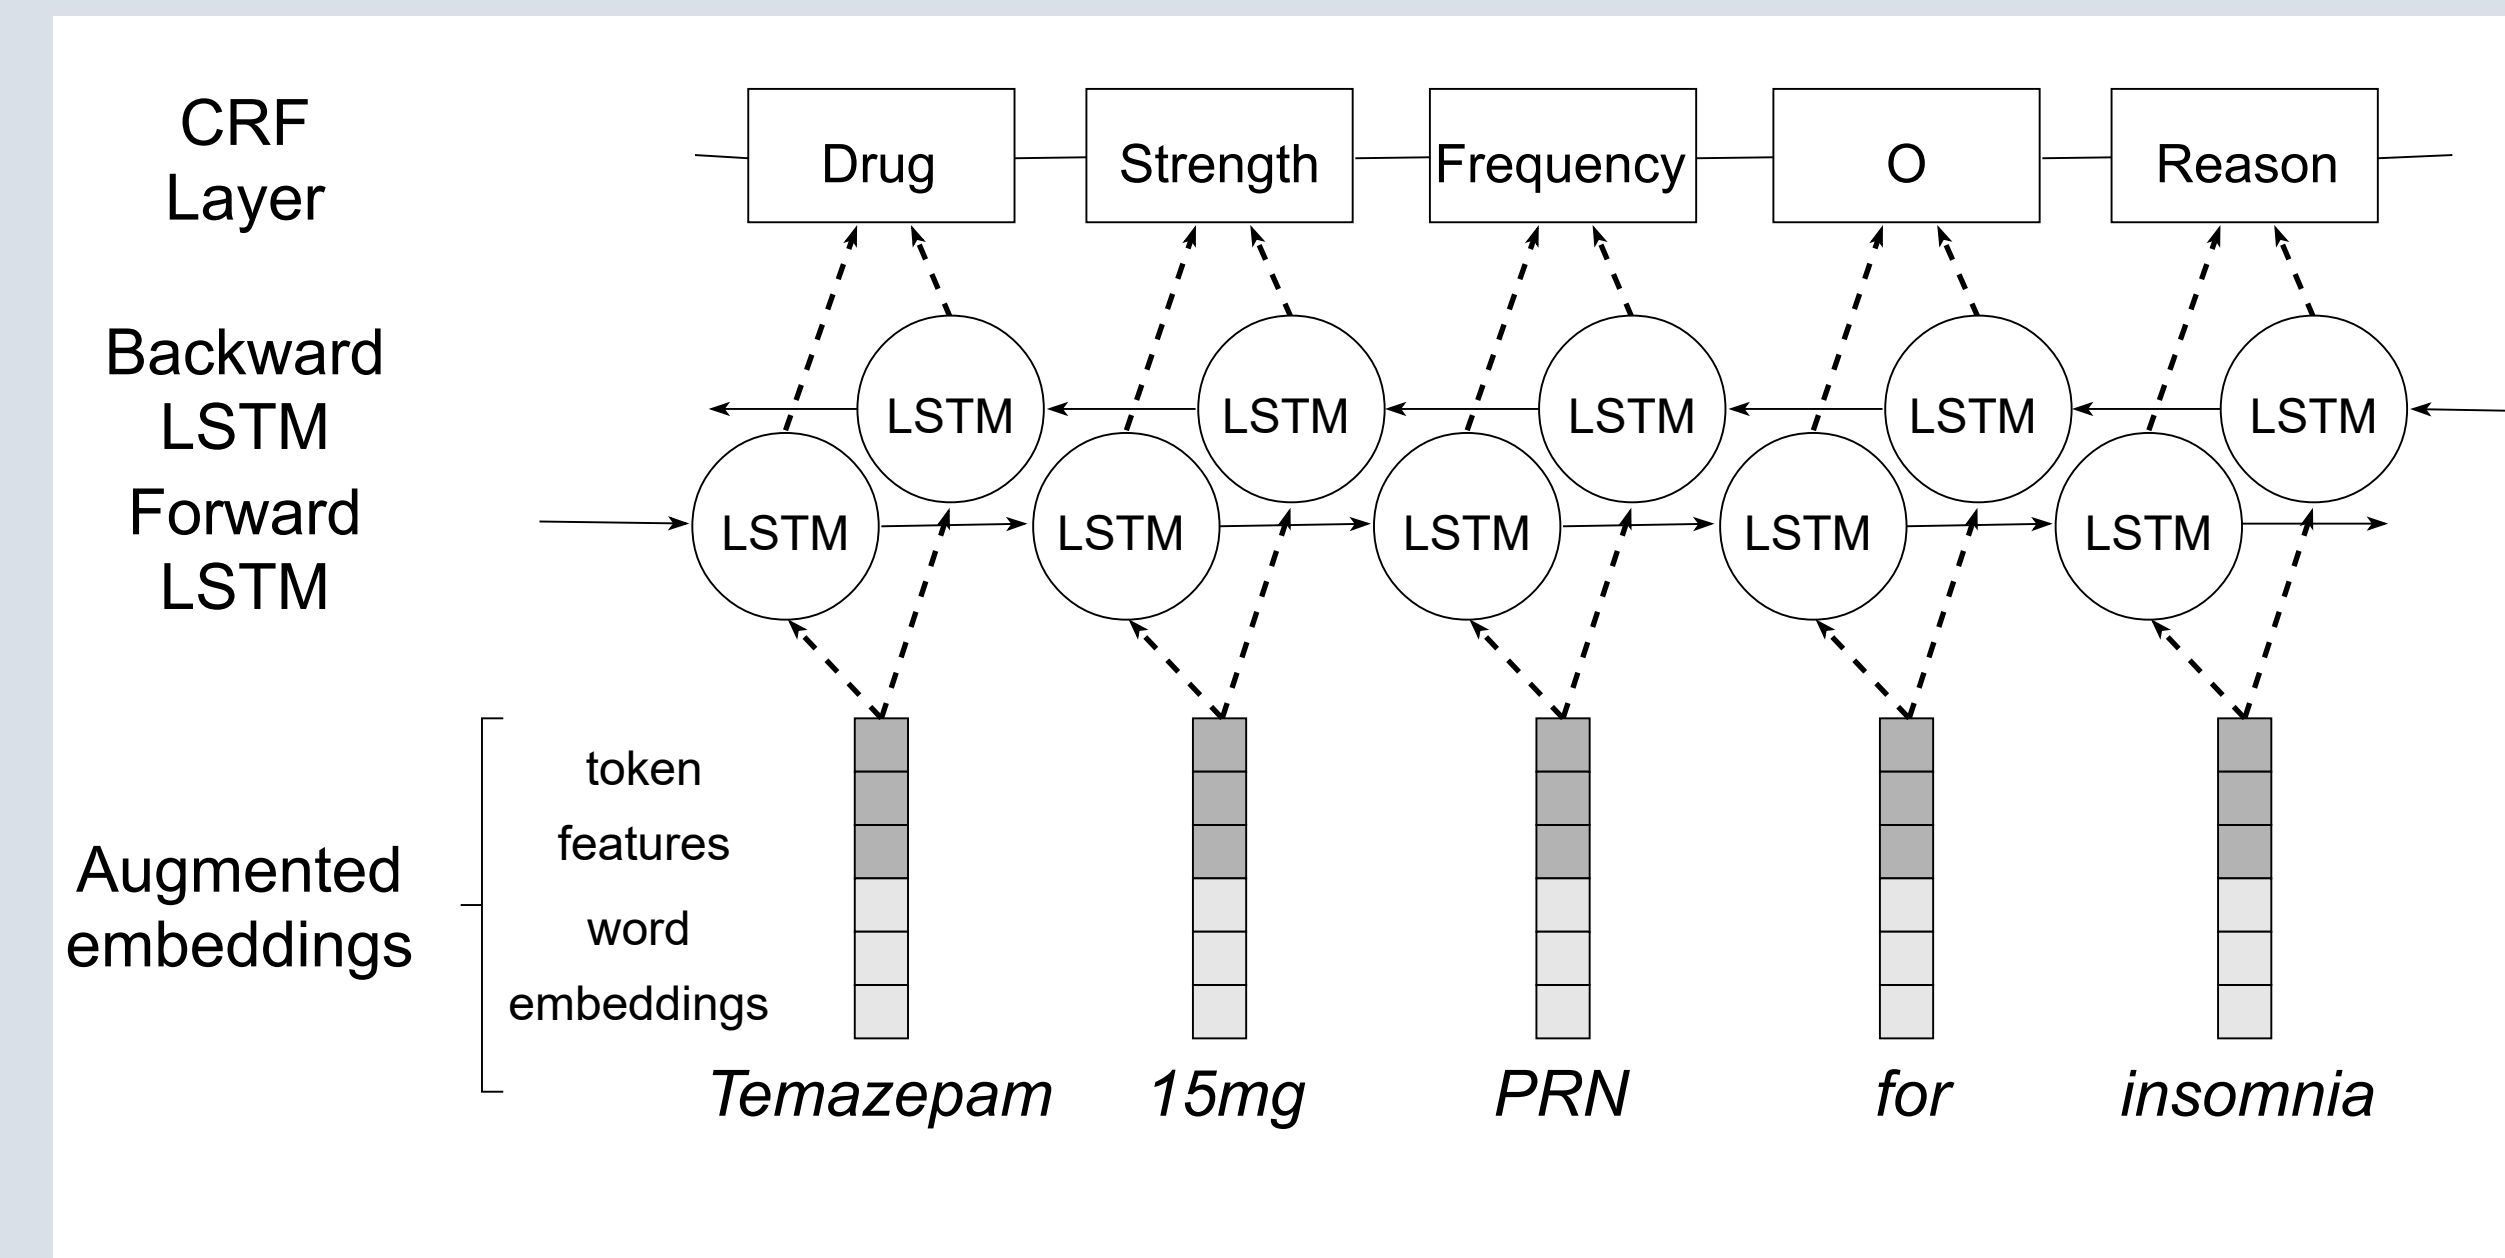 CRF
Layer
Drug Strength Frequency O Reason
Backward
LSTM
LSTM LSTM LSTM LSTM LSTM
Forward
LSTM
LSTM LSTM LSTM LSTM LSTM
Augmented
embeddings
token
features
word
embeddings
Temazepam 15mg PRN for insomnia